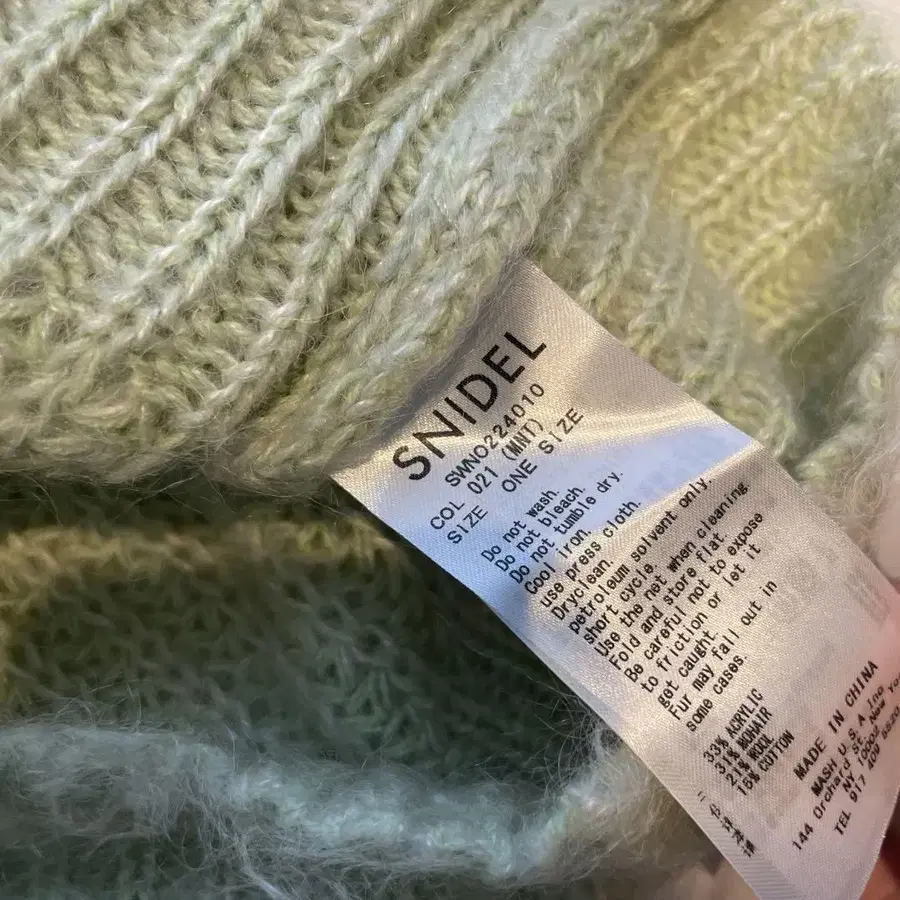 SNIDEL
SWNO224010
COL 021 (MNT)
SIZE ONE SIZE
Do not wash.
Do not bleach.
Do not tumble dry.
Cool iron.
use press cloth.
Dryclean.
petroleum solvent only.
short cycle.
Use the net when cleaning
Fold and store flat
Be careful not to expose
to friction or let it
get caught.
Fur may fall out in
some cases.
33% ACRYLIC
31% MOHAIR
21% WOOL
15% COTTON
MADE IN CHINA
MASH U.S.A Inc
144 Orchard St. New
NY 10002
TEL 917 409